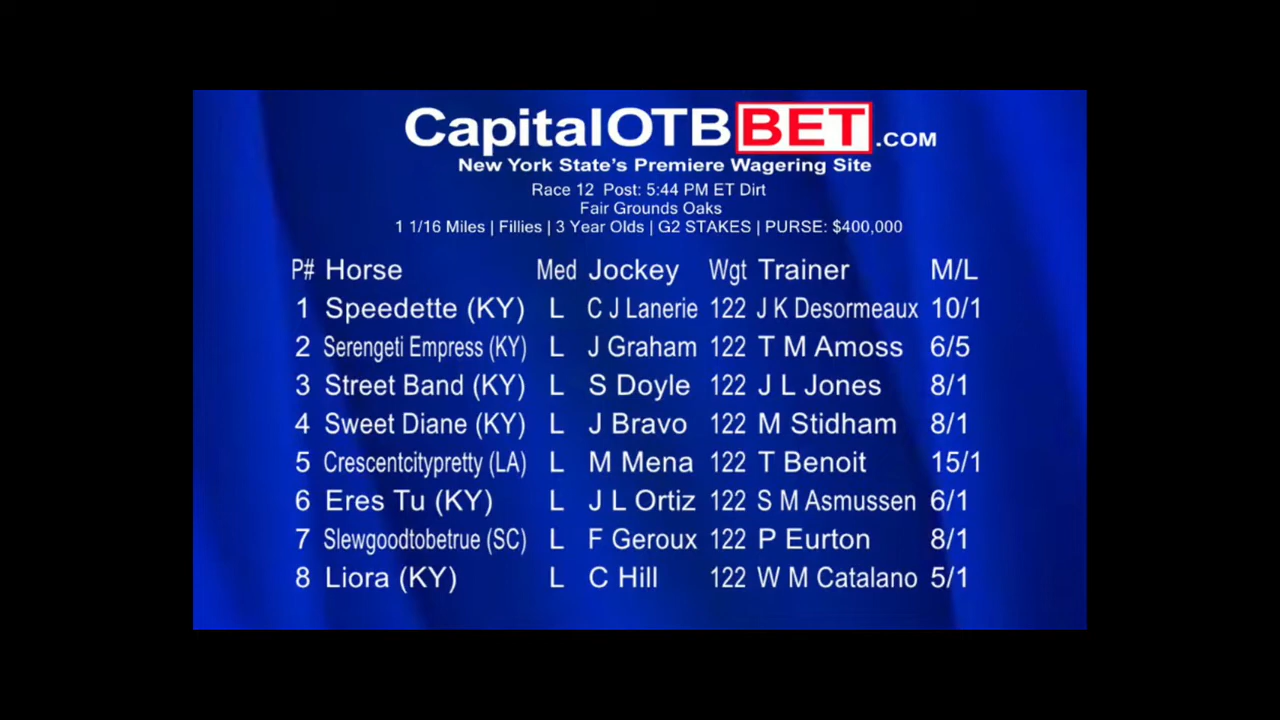 CapitalOTBBET.COM
New York State's Premiere Wagering Site
Race 12 Post: 5:44 PM ET Dirt
Fair Grounds Oaks
1 1/16 Miles | Fillies | 3 Year Olds | G2 STAKES | PURSE: $400,000
P# Horse Med Jockey Wgt Trainer M/L
1 Speedette (KY) L C J Lanerie 122 J K Desormeaux 10/1
2 Serengeti Empress (KY) L J Graham 122 T M Amoss 6/5
3 Street Band (KY) L S Doyle 122 J L Jones 8/1
4 Sweet Diane (KY) L J Bravo 122 M Stidham 8/1
5 Crescentcitypretty (LA) L M Mena 122 T Benoit 15/1
6 Eres Tu (KY) L J L Ortiz 122 S M Asmussen 6/1
7 Slewgoodtobetrue (SC) L F Geroux 122 P Eurton 8/1
8 Liora (KY) L C Hill 122 W M Catalano 5/1